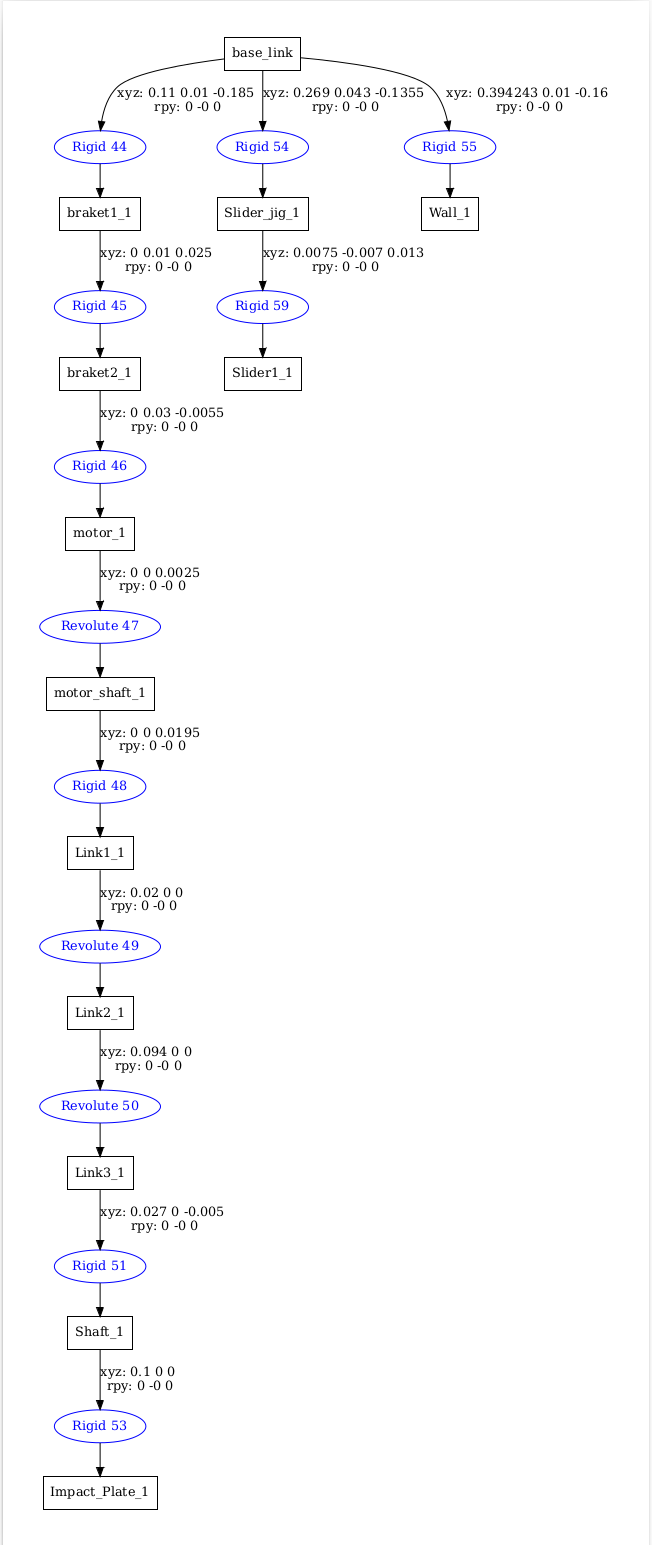 base_link
xyz: 0.11 0.01 -0.185
rpy: 0 -0 0
xyz: 0.269 0.043 -0.1355
rpy: 0 -0 0
xyz: 0.394243 0.01 -0.16
rpy: 0 -0 0
Rigid 44
Rigid 54
Rigid 55
braket1_1
Slider_jig_1
Wall_1
xyz: 0 0.01 0.025
rpy: 0 -0 0
xyz: 0.0075 -0.007 0.013
rpy: 0 -0 0
Rigid 45
Rigid 59
braket2_1
Slider1_1
xyz: 0 0.03 -0.0055
rpy: 0 -0 0
Rigid 46
motor_1
xyz: 0 0 0.0025
rpy: 0 -0 0
Revolute 47
motor_shaft_1
xyz: 0 0 0.0195
rpy: 0 -0 0
Rigid 48
Link1_1
xyz: 0.02 0 0
rpy: 0 -0 0
Revolute 49
Link2_1
xyz: 0.094 0 0
rpy: 0 -0 0
Revolute 50
Link3_1
xyz: 0.027 0 -0.005
rpy: 0 -0 0
Rigid 51
Shaft_1
xyz: 0.1 0 0
rpy: 0 -0 0
Rigid 53
Impact_Plate_1